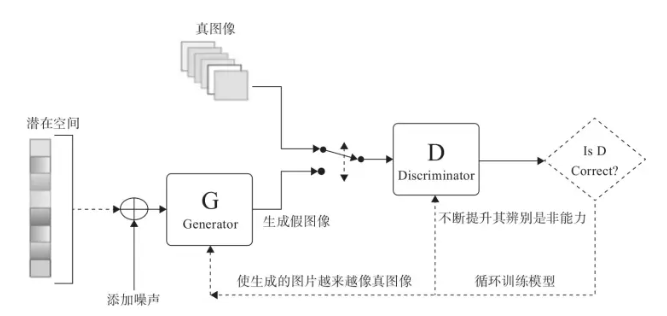 真图像
潜在空间
G
Generator
生成假图像
D
Discriminator
Is D
Correct?
添加噪声
不断提升其辨别是非能力
使生成的图片越来越像真图像
循环训练模型